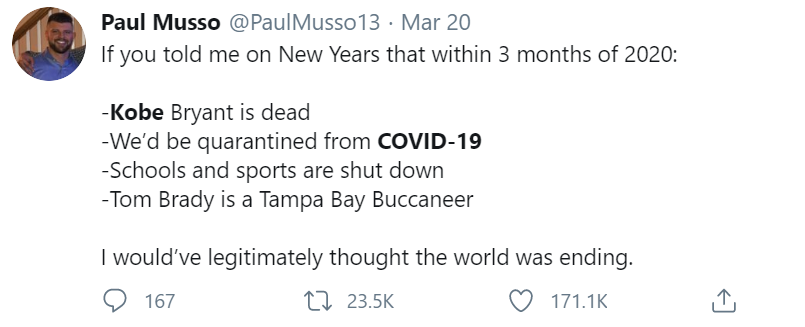 Paul Musso @PaulMusso13 · Mar 20
If you told me on New Years that within 3 months of 2020:
-Kobe Bryant is dead
-We’d be quarantined from COVID-19
-Schools and sports are shut down
-Tom Brady is a Tampa Bay Buccaneer
I would’ve legitimately thought the world was ending.
167 23.5K 171.1K